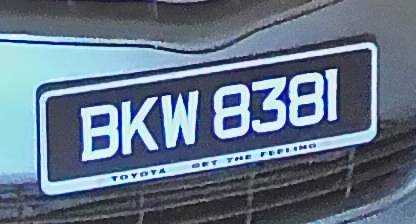 BKW 8381
TOYOTA GET THE FEELING